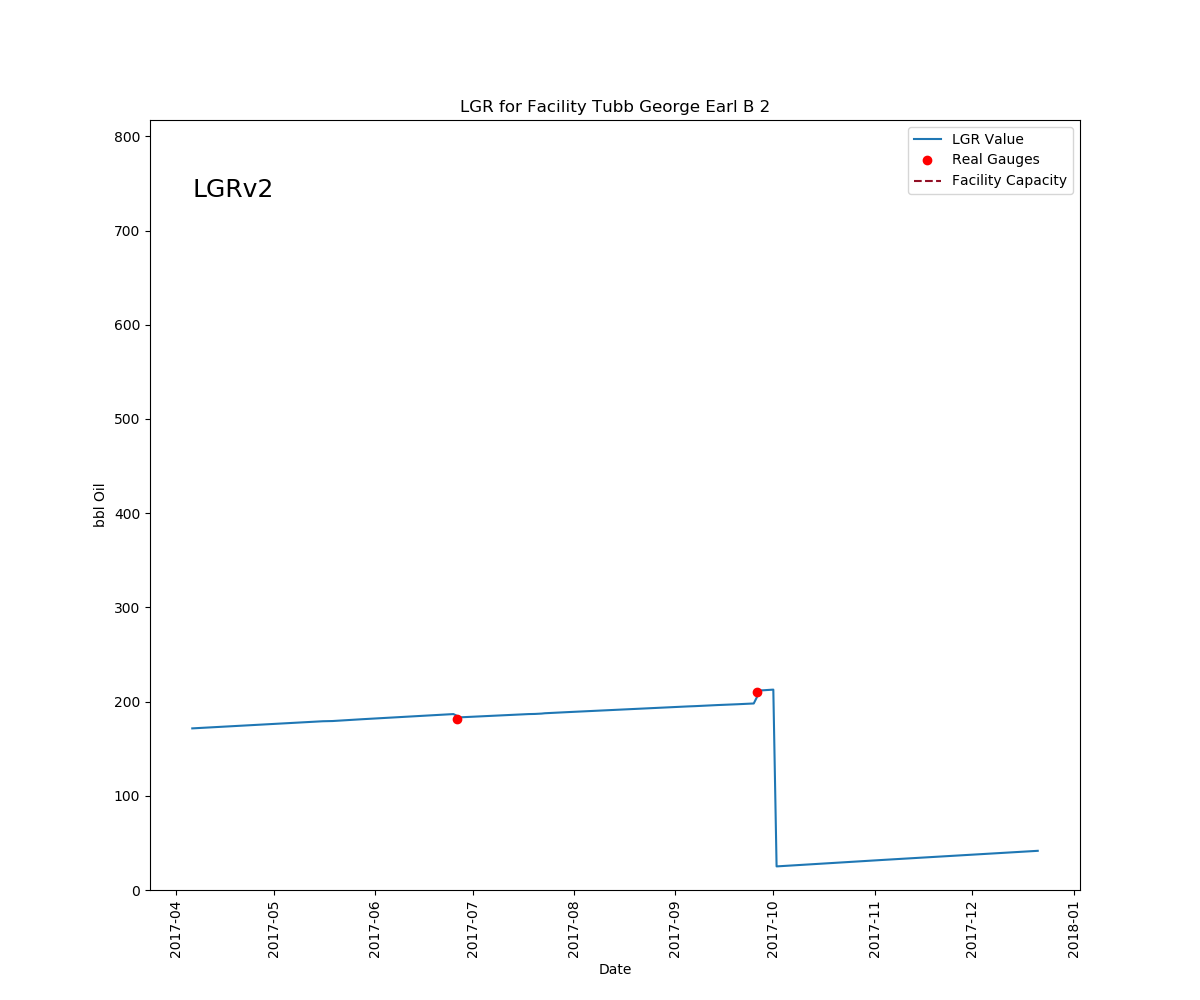 LGR for Facility Tubb George Earl B 2
LGRv2
LGR Value
Real Gauges
Facility Capacity
bbl Oil
800
700
600
500
400
300
200
100
0
2017-04
2017-05
2017-06
2017-07
2017-08
2017-09
2017-10
2017-11
2017-12
2018-01
Date